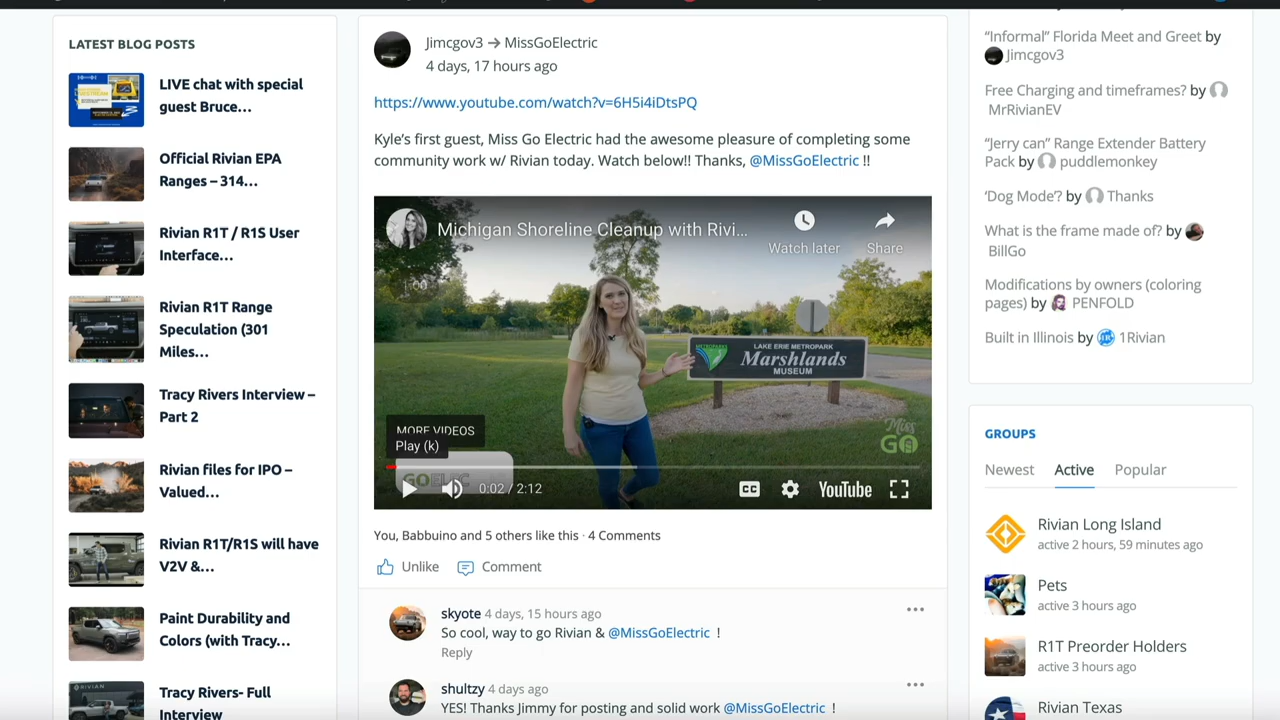 LATEST BLOG POSTS
LIVE chat with special
guest Bruce…
Official Rivian EPA
Ranges – 314…
Rivian R1T / R1S User
Interface…
Rivian R1T Range
Speculation (301
Miles…
Tracy Rivers Interview –
Part 2
Rivian files for IPO –
Valued…
Rivian R1T/R1S will have
V2V &…
Paint Durability and
Colors (with Tracy…
RIVIAN
Tracy Rivers- Full
Interview
Jimcgov3 → MissGoElectric
4 days, 17 hours ago
https://www.youtube.com/watch?v=6H5i4iDtsPQ
Kyle’s first guest, Miss Go Electric had the awesome pleasure of completing some
community work w/ Rivian today. Watch below!! Thanks, @MissGoElectric !!
Michigan Shoreline Cleanup with Rivi...
Watch later
Share
LAKE ERIE METROPARK
METROPARKS
Marshlands
MUSEUM
Miss
GO
MORE VIDEOS
Play (k)
0:02 / 2:12
CC
YouTube
You, Babbuino and 5 others like this · 4 Comments
Unlike
Comment
skyote 4 days, 15 hours ago
So cool, way to go Rivian & @MissGoElectric !
Reply
shultzy 4 days ago
YES! Thanks Jimmy for posting and solid work @MissGoElectric !
“Informal” Florida Meet and Greet by
Jimcgov3
Free Charging and timeframes? by
MrRivianEV
“Jerry can” Range Extender Battery
Pack by puddlemonkey
‘Dog Mode’? by Thanks
What is the frame made of? by
BillGo
Modifications by owners (coloring
pages) by PENFOLD
Built in Illinois by 1Rivian
GROUPS
Newest Active Popular
Rivian Long Island
active 2 hours, 59 minutes ago
Pets
active 3 hours ago
R1T Preorder Holders
active 3 hours ago
Rivian Texas